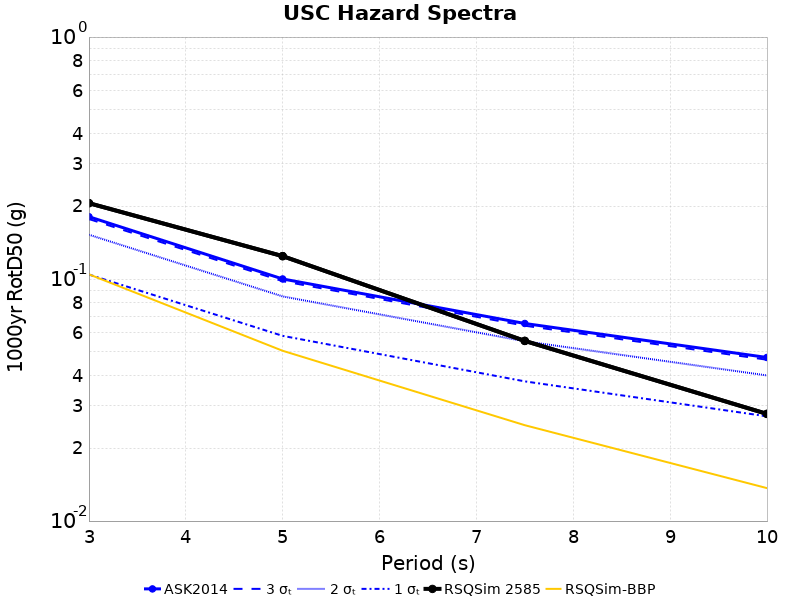 USC Hazard Spectra
1000yr RotD50 (g)
10⁰
8
6
4
3
2
10⁻¹
8
6
4
3
2
10⁻²
3 4 5 6 7 8 9 10
Period (s)
ASK2014 3 σₜ 2 σₜ 1 σₜ RSQSim 2585 RSQSim-BBP